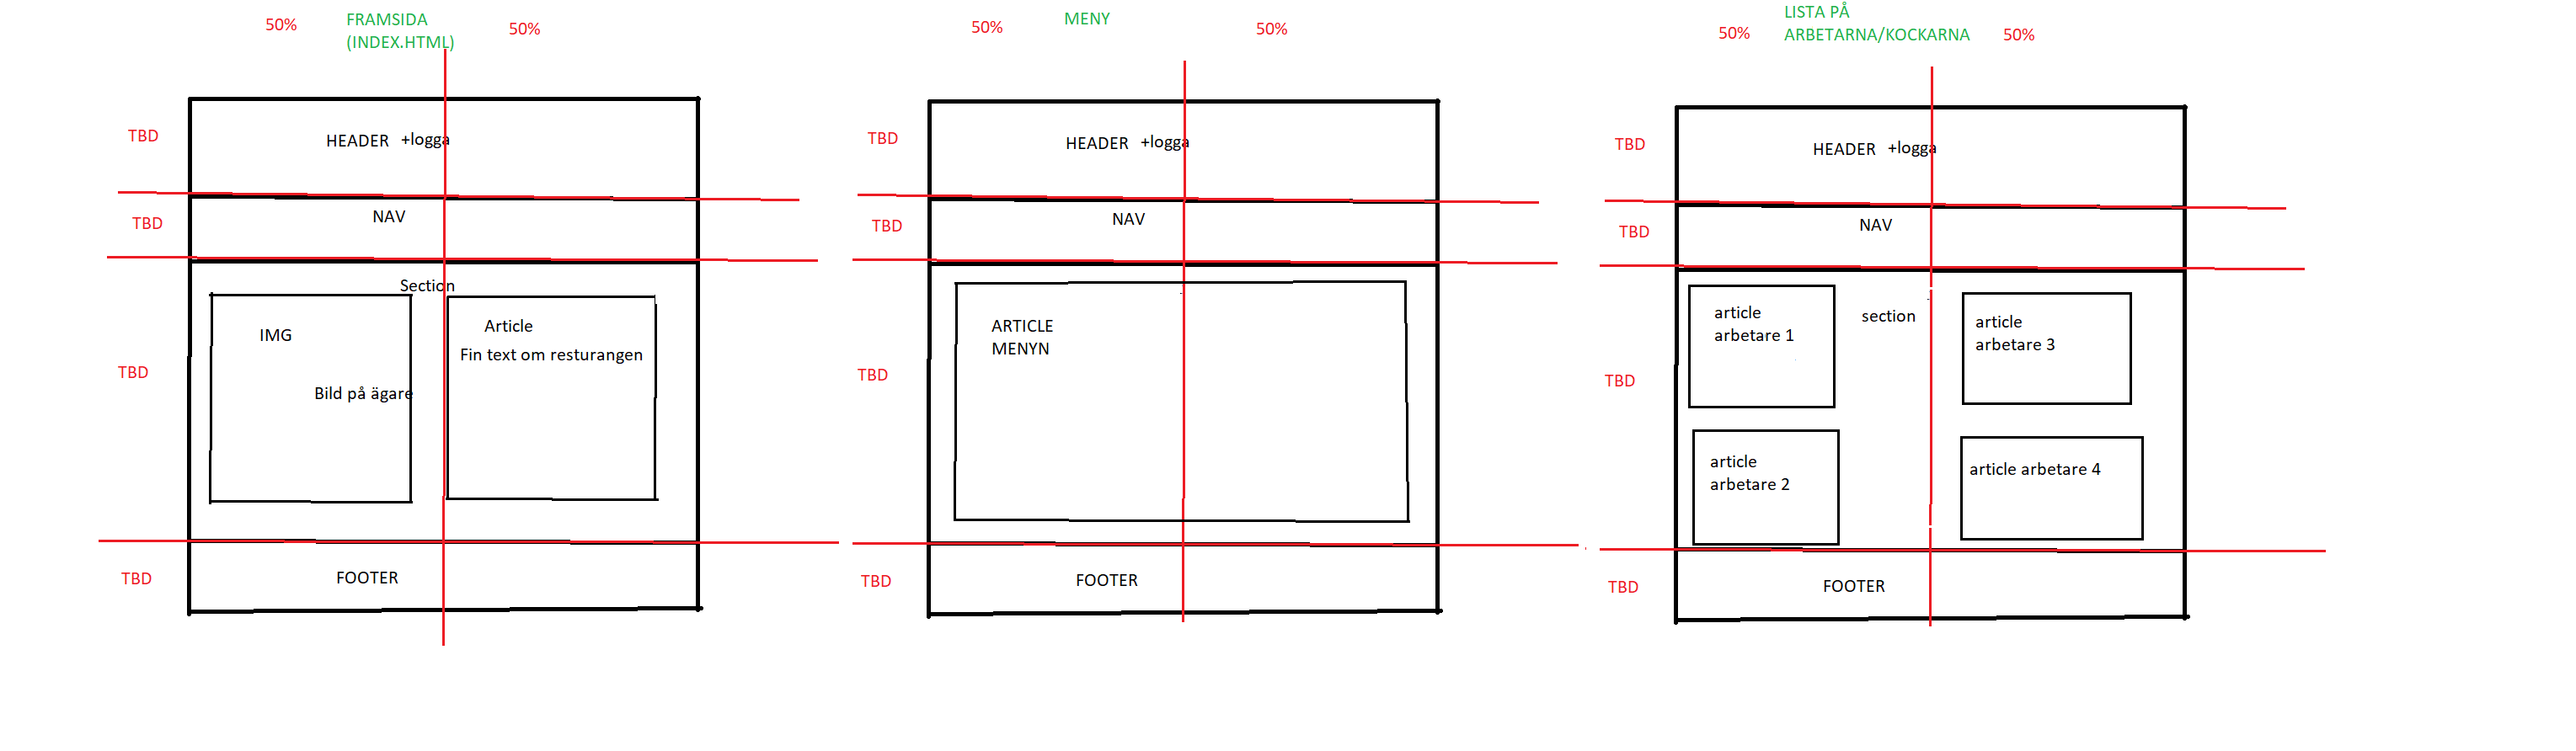 50%
FRAMSIDA
(INDEX.HTML)
50%
TBD
HEADER +logga
TBD
NAV
Section
TBD
IMG
Bild på ägare
Article
Fin text om resturangen
TBD
FOOTER
50%
MENY
50%
TBD
HEADER +logga
TBD
NAV
TBD
ARTICLE
MENYN
TBD
FOOTER
50%
LISTA PÅ
ARBETARNA/KOCKARNA
50%
TBD
HEADER +logga
TBD
NAV
TBD
article
arbetare 1
section
article
arbetare 3
article
arbetare 2
article arbetare 4
TBD
FOOTER